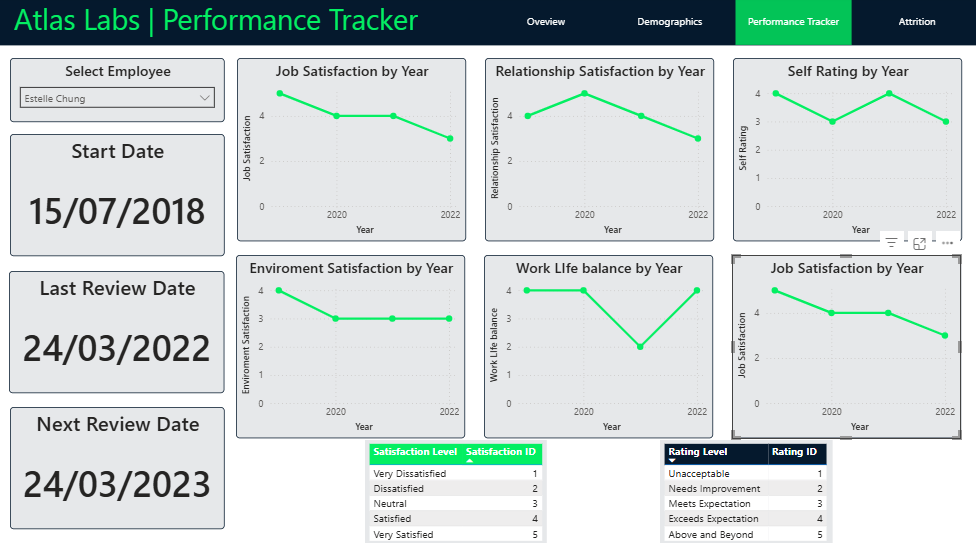 Atlas Labs | Performance Tracker
Oveview
Demographics
Performance Tracker
Attrition
Select Employee
Estelle Chung
Start Date
15/07/2018
Last Review Date
24/03/2022
Next Review Date
24/03/2023
Job Satisfaction by Year
Job Satisfaction
4
2
0
2020
2022
Year
Relationship Satisfaction by Year
Relationship Satisfaction
4
2
0
2020
2022
Year
Self Rating by Year
Self Rating
4
3
2
1
0
2020
2022
Year
Enviroment Satisfaction by Year
Enviroment Satisfaction
4
3
2
1
0
2020
2022
Year
Work LIfe balance by Year
Work LIfe balance
4
3
2
1
0
2020
2022
Year
Job Satisfaction by Year
Job Satisfaction
4
2
0
2020
2022
Year
Satisfaction Level Satisfaction ID
Very Dissatisfied 1
Dissatisfied 2
Neutral 3
Satisfied 4
Very Satisfied 5
Rating Level Rating ID
Unacceptable 1
Needs Improvement 2
Meets Expectation 3
Exceeds Expectation 4
Above and Beyond 5